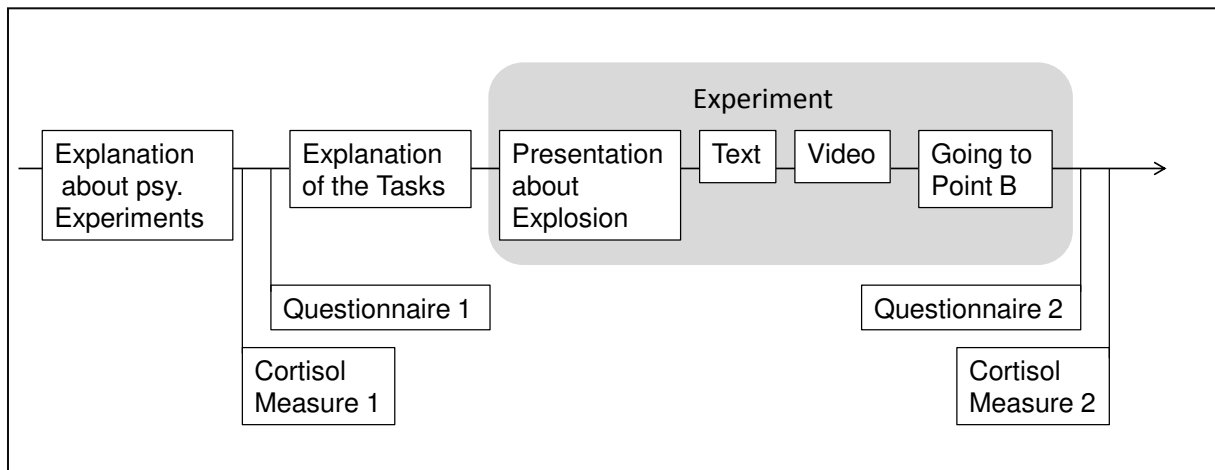 Experiment
Explanation
about psy.
Experiments
Explanation
of the Tasks
Presentation
about
Explosion
Text
Video
Going to
Point B
Questionnaire 1
Questionnaire 2
Cortisol
Measure 1
Cortisol
Measure 2